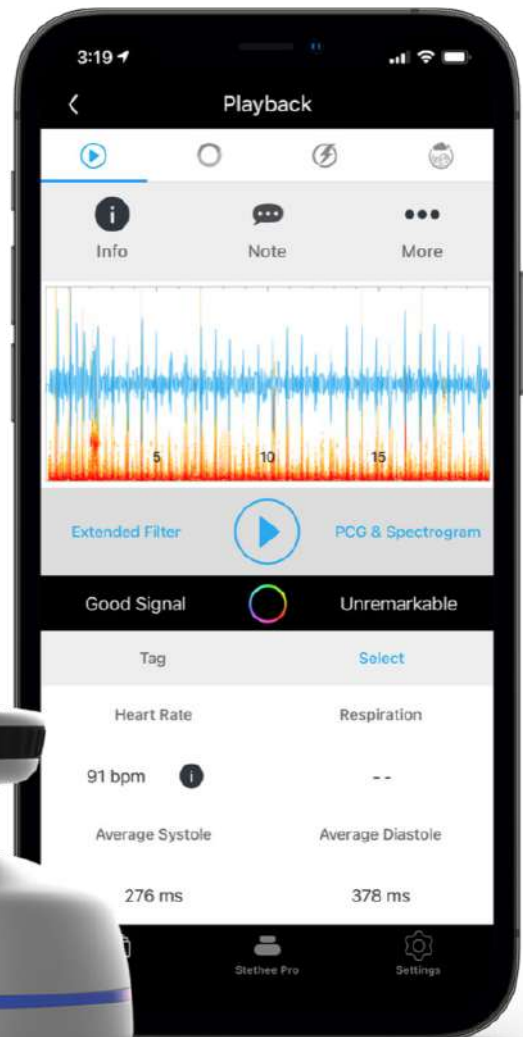 3:19
Playback
Info Note More
5 10 15
Extended Filter PCG & Spectrogram
Good Signal Unremarkable
Tag Select
Heart Rate Respiration
91 bpm i --
Average Systole Average Diastole
276 ms 378 ms
Stethee Pro Settings